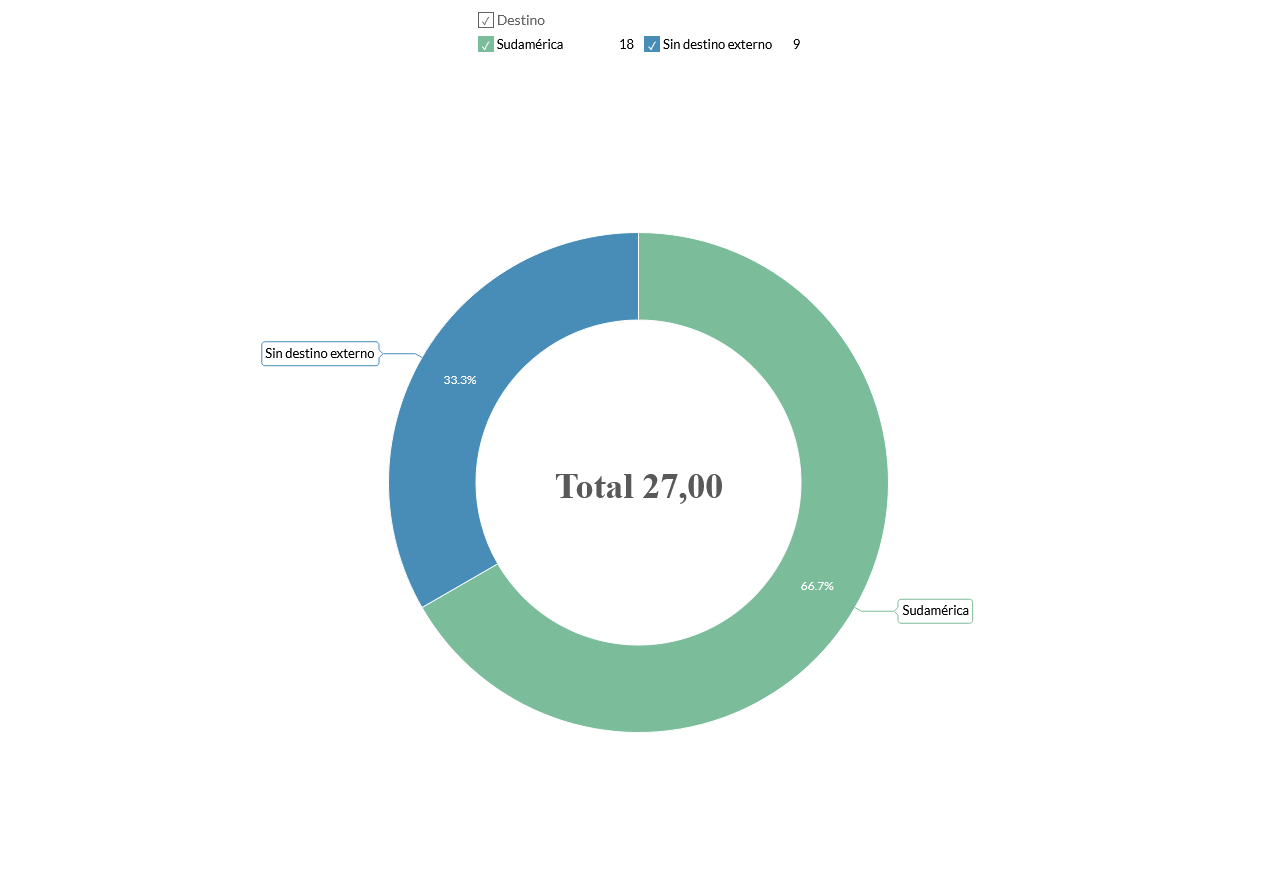 Destino
Sudamérica 18 Sin destino externo 9
Sin destino externo
33.3%
Total 27,00
66.7%
Sudamérica